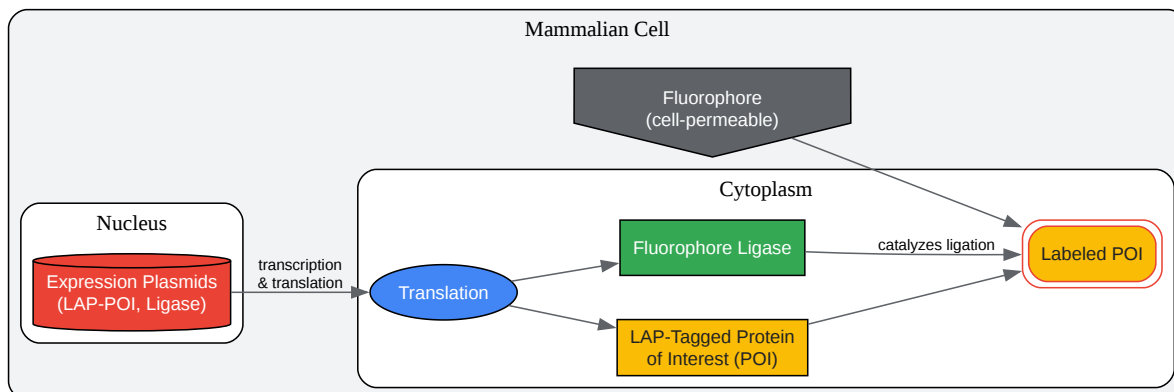 Mammalian Cell
Fluorophore
(cell-permeable)
Cytoplasm
Nucleus
Expression Plasmids
(LAP-POI, Ligase)
transcription
& translation
Translation
Fluorophore Ligase
catalyzes ligation
Labeled POI
LAP-Tagged Protein
of Interest (POI)